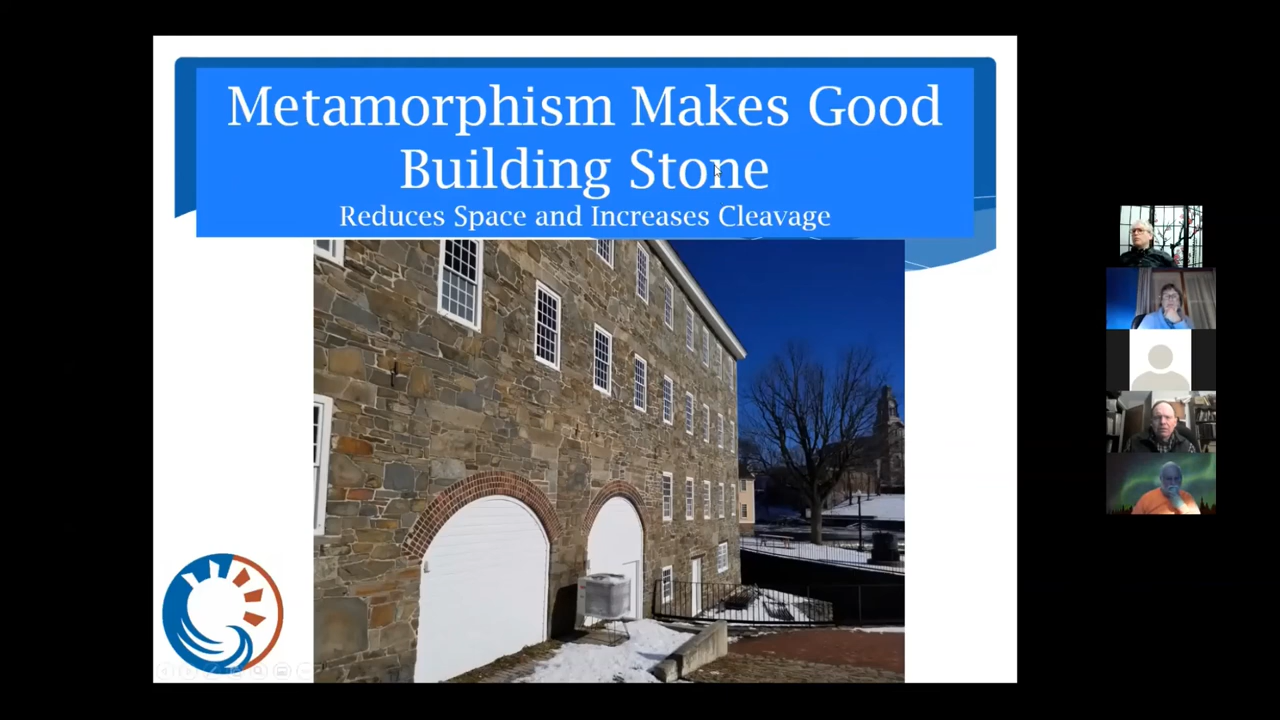 Metamorphism Makes Good
Building Stone
Reduces Space and Increases Cleavage